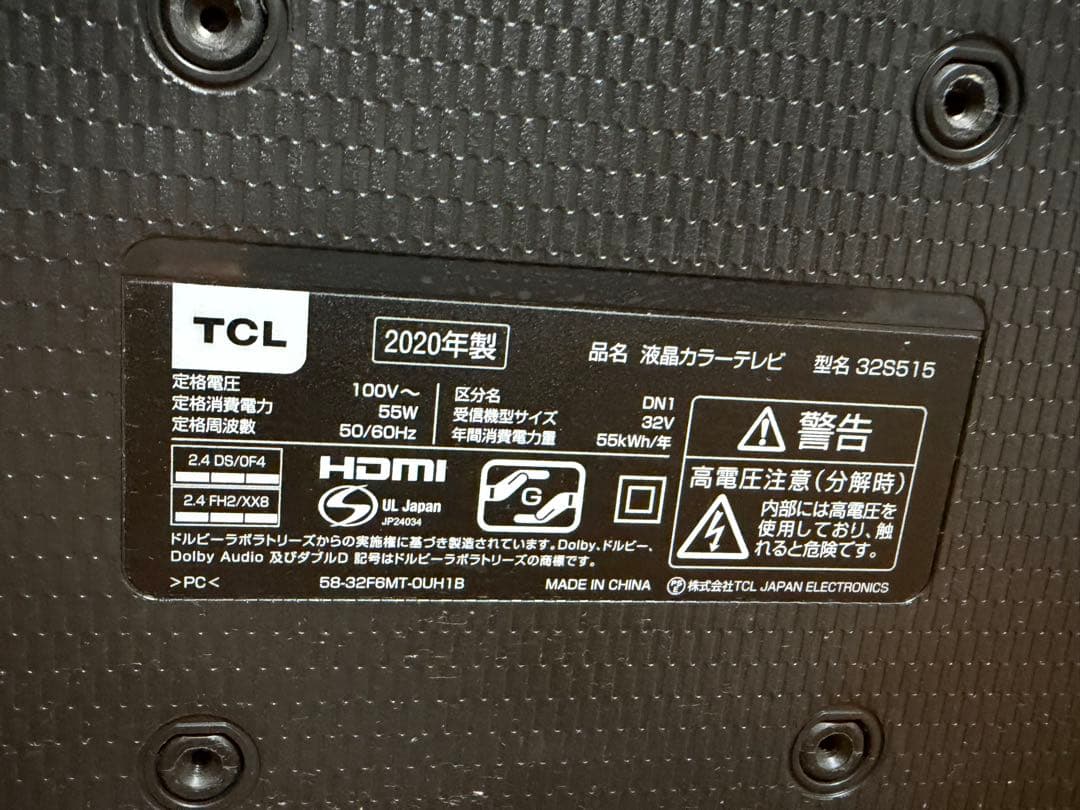 TCL
2020年製
品名 液晶カラーテレビ 型名 32S515
定格電圧 100V～
定格消費電力 55W
定格周波数 50/60Hz
区分名 DN1
受信機型サイズ 32V
年間消費電力量 55kWh/年
2.4 DS/0F4
2.4 FH2/XX8
HDMI
S UL Japan
JP24034
G
警告
高電圧注意(分解時)
内部には高電圧を
使用しており、触
れると危険です。
ドルビーラボラトリーズからの実施権に基づき製造されています。Dolby、ドルビー、
Dolby Audio 及びダブルD 記号はドルビーラボラトリーズの商標です。
>PC< 58-32F6MT-0UH1B MADE IN CHINA 株式会社TCL JAPAN ELECTRONICS